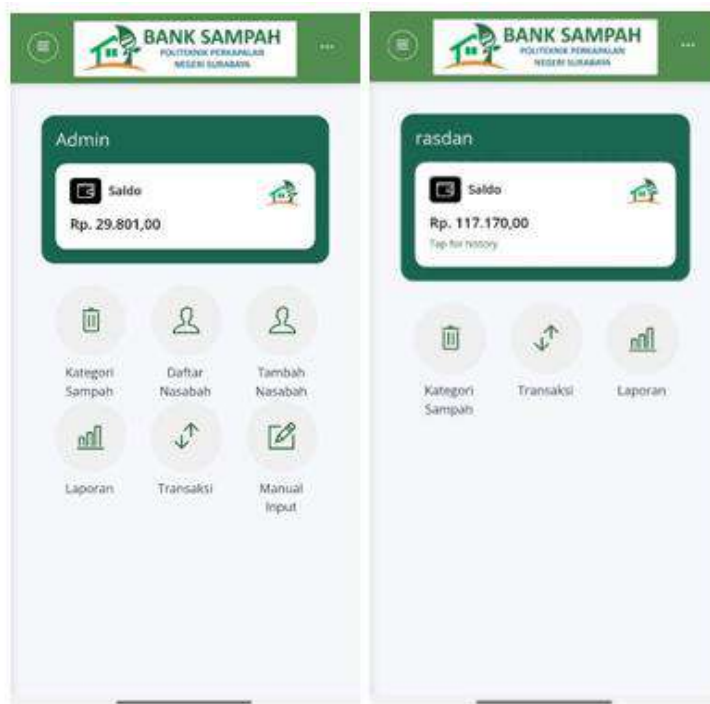 BANK SAMPAH
POLITEKNIK PERKAPALAN
NEGERI SURABAYA
Admin
Saldo
Rp. 29.801,00
Kategori
Sampah
Daftar
Nasabah
Tambah
Nasabah
Laporan
Transaksi
Manual
Input
BANK SAMPAH
POLITEKNIK PERKAPALAN
NEGERI SURABAYA
rasdan
Saldo
Rp. 117.170,00
Tap for history
Kategori
Sampah
Transaksi
Laporan